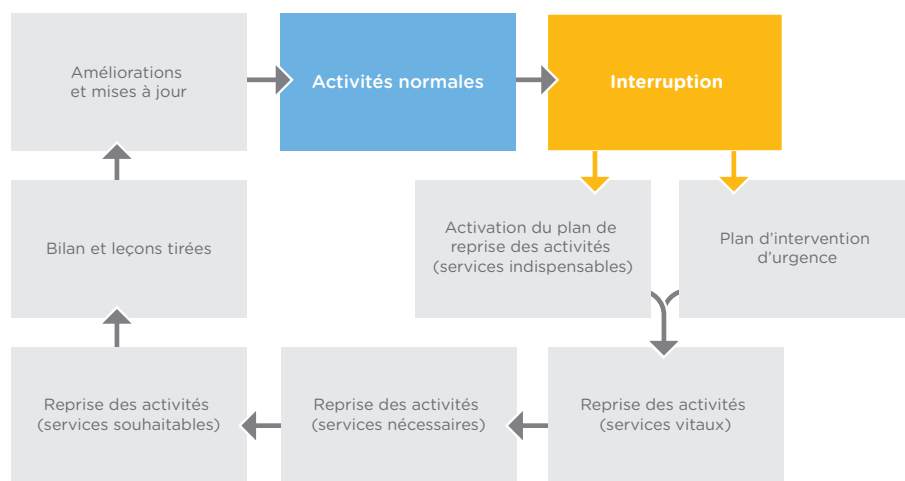 Améliorations
et mises à jour
Activités normales
Interruption
Activation du plan de
reprise des activités
(services indispensables)
Plan d’intervention
d’urgence
Bilan et leçons tirées
Reprise des activités
(services souhaitables)
Reprise des activités
(services nécessaires)
Reprise des activités
(services vitaux)